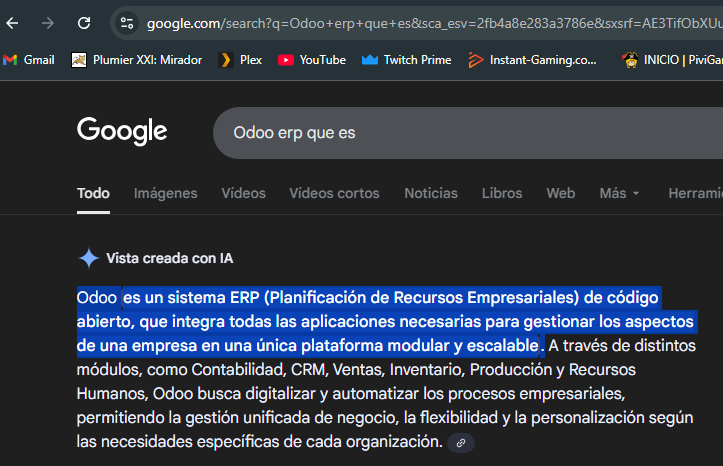 google.com/search?q=Odoo+erp+que+es&sca_esv=2fb4a8e283a3786e&sxsrf=AE3TifObXU
Gmail Plumier XXI: Mirador Plex YouTube Twitch Prime Instant-Gaming.co... INICIO | PiviGa
Google
Odoo erp que es
Todo Imágenes Vídeos Vídeos cortos Noticias Libros Web Más Herrami
Vista creada con IA
Odoo es un sistema ERP (Planificación de Recursos Empresariales) de código
abierto, que integra todas las aplicaciones necesarias para gestionar los aspectos
de una empresa en una única plataforma modular y escalable. A través de distintos
módulos, como Contabilidad, CRM, Ventas, Inventario, Producción y Recursos
Humanos, Odoo busca digitalizar y automatizar los procesos empresariales,
permitiendo la gestión unificada de negocio, la flexibilidad y la personalización según
las necesidades específicas de cada organización.